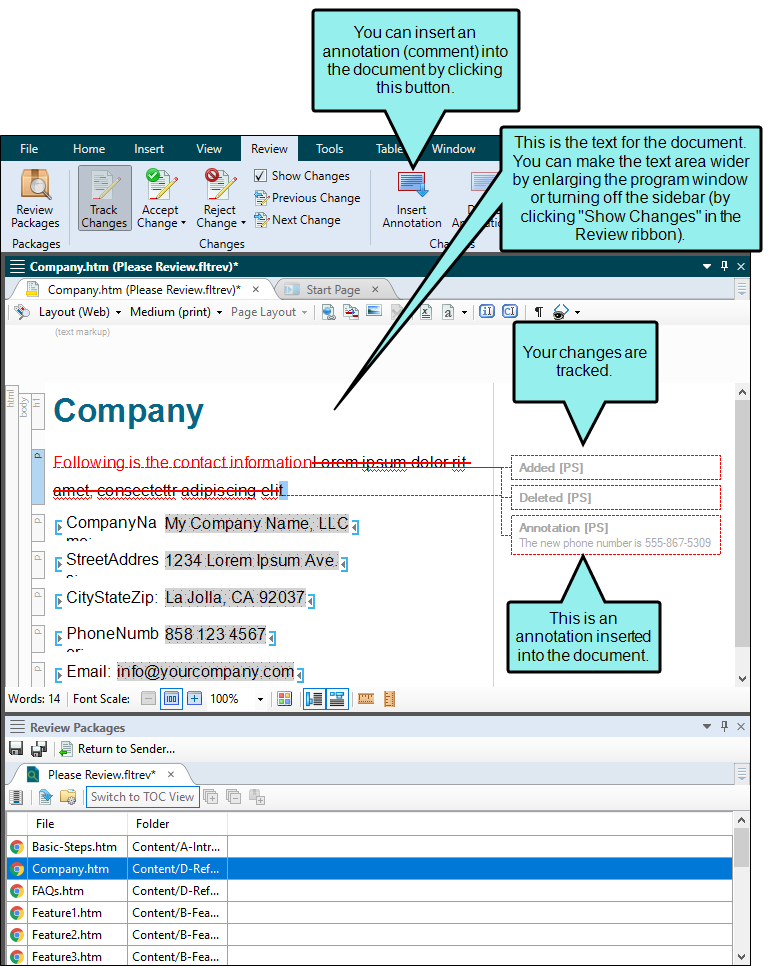 You can insert an
annotation (comment) into
the document by clicking
this button.
File Home Insert View Review Tools Table Window
This is the text for the document.
You can make the text area wider
by enlarging the program window
or turning off the sidebar (by
clicking "Show Changes" in the
Review ribbon).
Review Packages
Track Changes
Accept Change
Reject Change
Show Changes
Previous Change
Next Change
Insert Annotation
Packages Changes
Company.htm (Please Review.fltrev)*
Company.htm (Please Review.fltrev)* Start Page
Layout (Web) Medium (print) Page Layout
(text markup)
Your changes are
tracked.
html
body
h1
Company
p
Following is the contact informationLorem ipsum dolor rit
amet, consectettr adipiscing elit
Added [PS]
Deleted [PS]
Annotation [PS]
The new phone number is 555-867-5309
p
CompanyNa My Company Name, LLC
p
StreetAddres 1234 Lorem Ipsum Ave.
p
CityStateZip: La Jolla, CA 92037
p
PhoneNumb 858 123 4567
p
Email: info@yourcompany.com
This is an
annotation inserted
into the document.
Words: 14 Font Scale: 100%
Review Packages
Return to Sender...
Please Review.fltrev*
Switch to TOC View
File Folder
Basic-Steps.htm Content/A-Intr...
Company.htm Content/D-Ref...
FAQs.htm Content/D-Ref...
Feature1.htm Content/B-Fea...
Feature2.htm Content/B-Fea...
Feature3.htm Content/B-Fea...